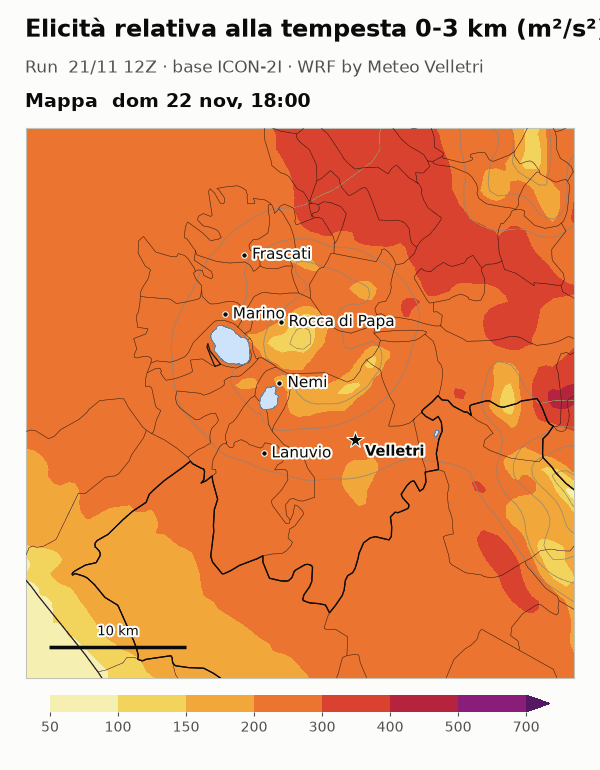 Elicità relativa alla tempesta 0-3 km (m²/s²)
Run  21/11 12Z · base ICON-2I · WRF by Meteo Velletri
Mappa  dom 22 nov, 18:00
Frascati
Marino
Rocca di Papa
Nemi
Velletri
Lanuvio
10 km
50 100 150 200 300 400 500 700